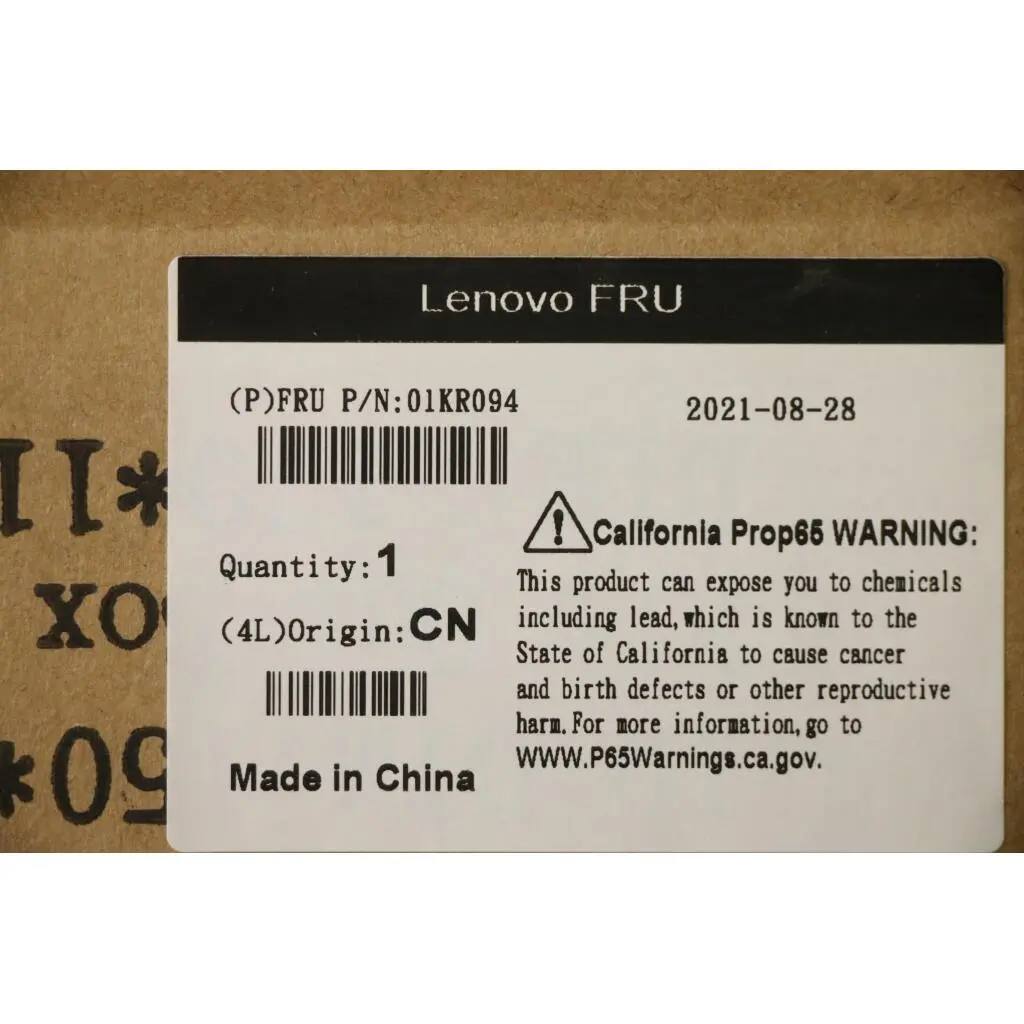 Lenovo FRU
(P)FRU P/N:01KR094
2021-08-28
Quantity:1
(4L)Origin:CN
Made in China
California Prop65 WARNING:
This product can expose you to chemicals
including lead,which is known to the
State of California to cause cancer
and birth defects or other reproductive
harm.For more information,go to
WWW.P65Warnings.ca.gov.